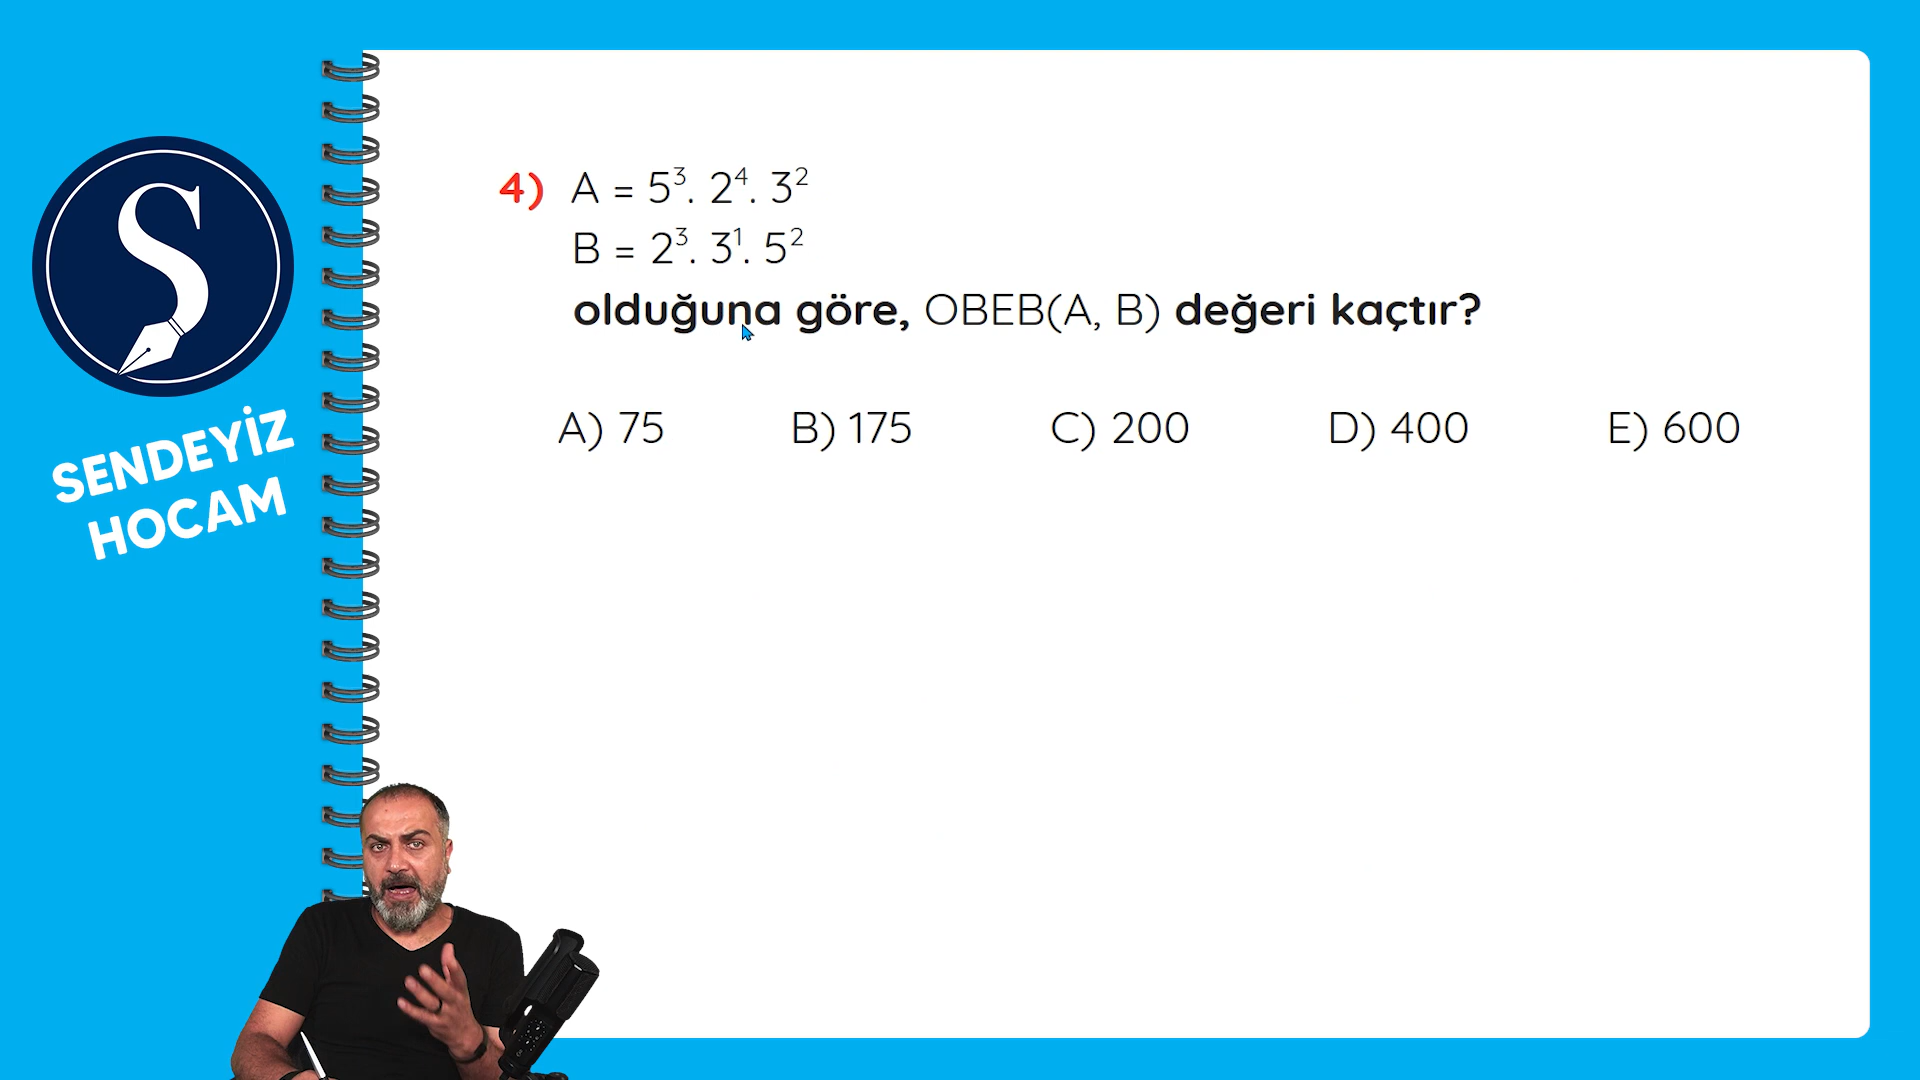 S
SENDEYİZ
HOCAM
4) A = 5³. 2⁴. 3²
B = 2³. 3¹. 5²
olduğuna göre, OBEB(A, B) değeri kaçtır?
A) 75 B) 175 C) 200 D) 400 E) 600